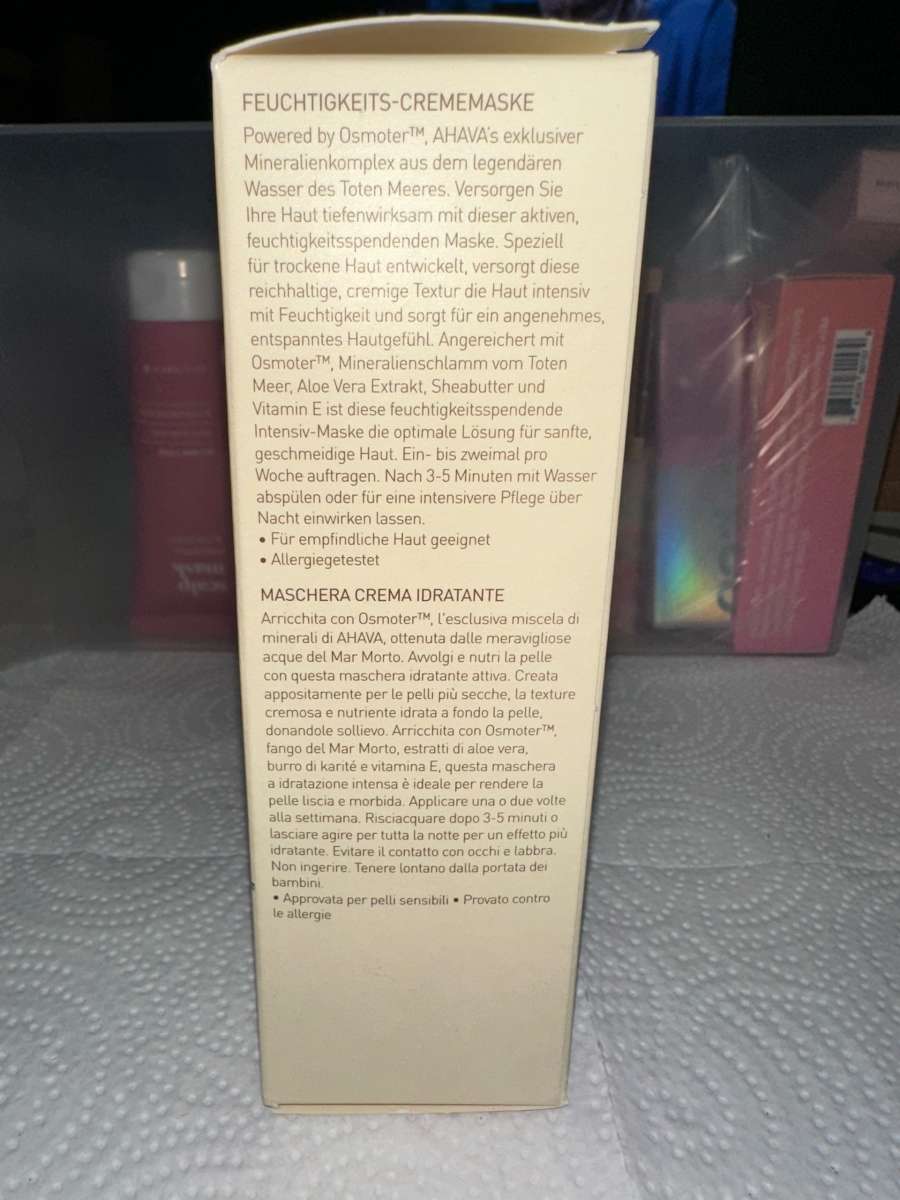 FEUCHTIGKEITS-CREMEMASKE
Powered by Osmoter™, AHAVA's exklusiver
Mineralienkomplex aus dem legendären
Wasser des Toten Meeres. Versorgen Sie
Ihre Haut tiefenwirksam mit dieser aktiven,
feuchtigkeitsspendenden Maske. Speziell
für trockene Haut entwickelt, versorgt diese
reichhaltige, cremige Textur die Haut intensiv
mit Feuchtigkeit und sorgt für ein angenehmes,
entspanntes Hautgefühl. Angereichert mit
Osmoter™, Mineralienschlamm vom Toten
Meer, Aloe Vera Extrakt, Sheabutter und
Vitamin E ist diese feuchtigkeitsspendende
Intensiv-Maske die optimale Lösung für sanfte,
geschmeidige Haut. Ein- bis zweimal pro
Woche auftragen. Nach 3-5 Minuten mit Wasser
abspülen oder für eine intensivere Pflege über
Nacht einwirken lassen.
• Für empfindliche Haut geeignet
• Allergiegetestet
MASCHERA CREMA IDRATANTE
Arricchita con Osmoter™, l'esclusiva miscela di
minerali di AHAVA, ottenuta dalle meravigliose
acque del Mar Morto. Avvolgi e nutri la pelle
con questa maschera idratante attiva. Creata
appositamente per le pelli più secche, la texture
cremosa e nutriente idrata a fondo la pelle,
donandole sollievo. Arricchita con Osmoter™,
fango del Mar Morto, estratti di aloe vera,
burro di karité e vitamina E, questa maschera
a idratazione intensa è ideale per rendere la
pelle liscia e morbida. Applicare una o due volte
alla settimana. Risciacquare dopo 3-5 minuti o
lasciare agire per tutta la notte per un effetto più
idratante. Evitare il contatto con occhi e labbra.
Non ingerire. Tenere lontano dalla portata dei
bambini.
• Approvata per pelli sensibili • Provato contro
le allergie